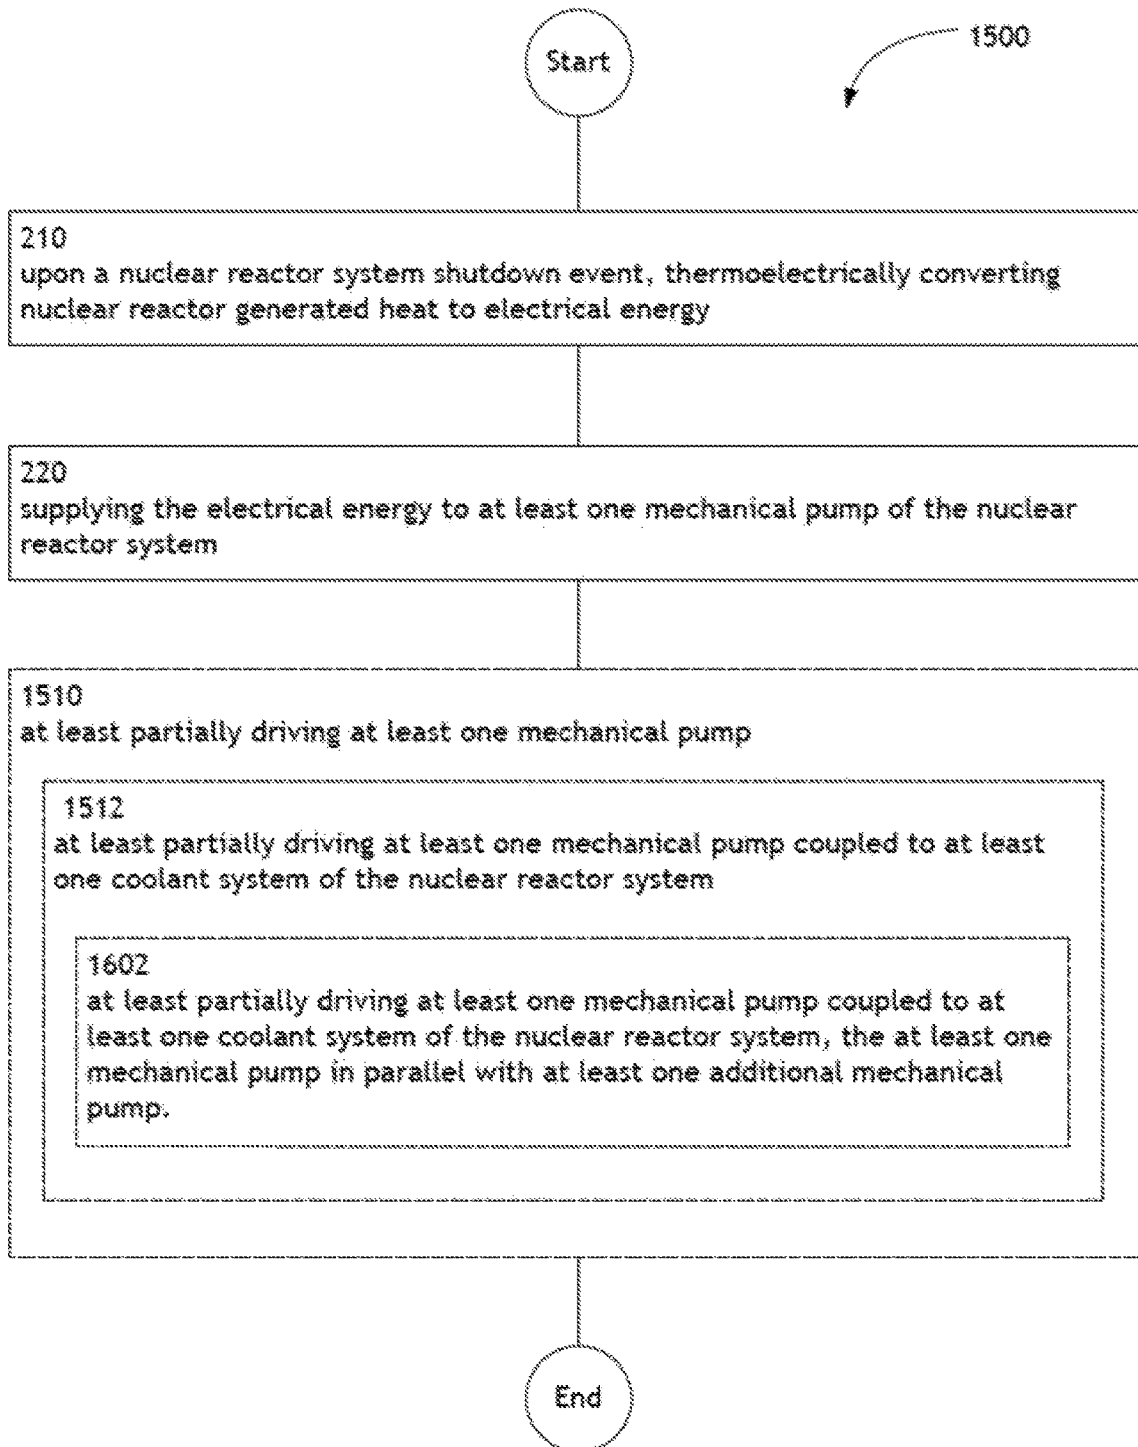 Start
1500
210
upon a nuclear reactor system shutdown event, thermoelectrically converting
nuclear reactor generated heat to electrical energy
220
supplying the electrical energy to at least one mechanical pump of the nuclear
reactor system
1510
at least partially driving at least one mechanical pump
1512
at least partially driving at least one mechanical pump coupled to at least
one coolant system of the nuclear reactor system
1602
at least partially driving at least one mechanical pump coupled to at
least one coolant system of the nuclear reactor system, the at least one
mechanical pump in parallel with at least one additional mechanical
pump.
End